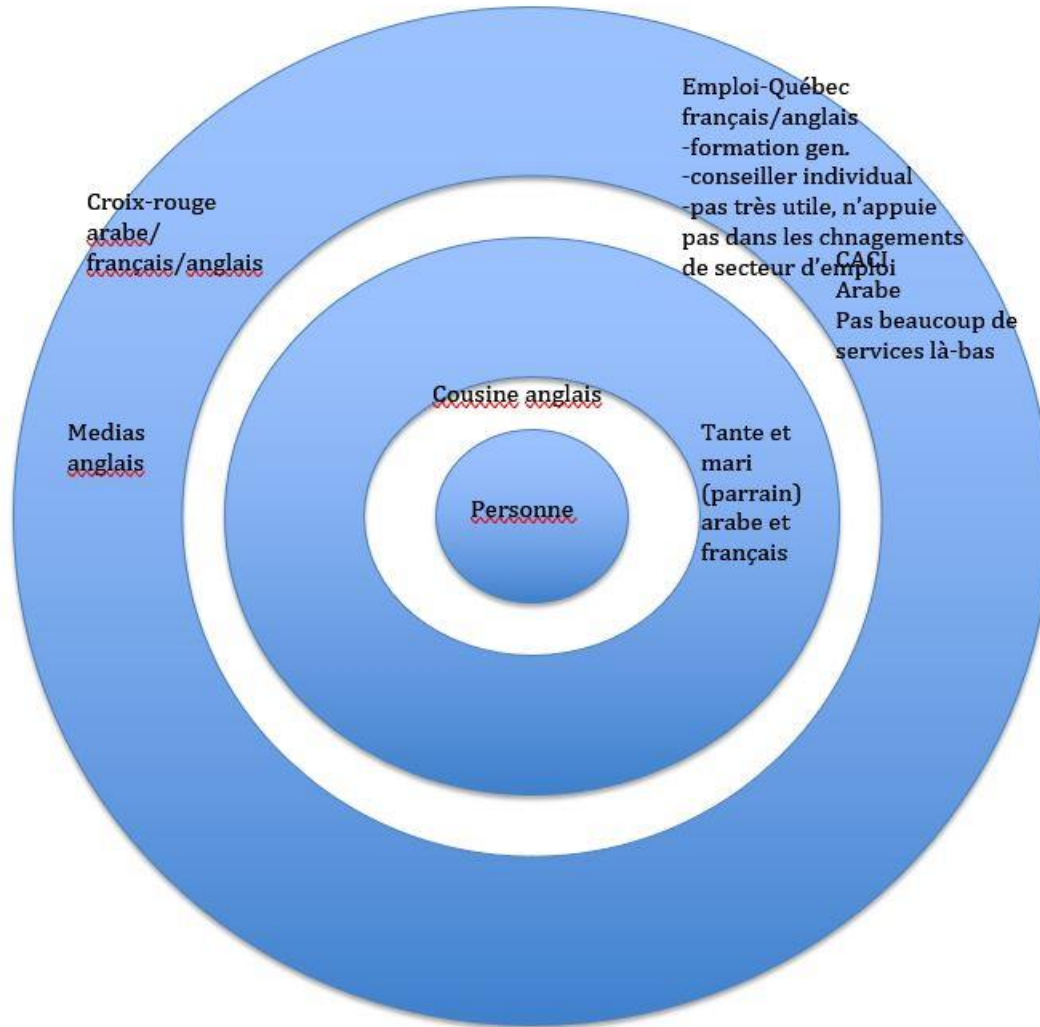 Emploi-Québec
français/anglais
-formation gen.
-conseiller individual
-pas très utile, n'appuie
pas dans les chnagements
de secteur d'emploi
CACI
Arabe
Pas beaucoup de
services là-bas
Croix-rouge
arabe/
français/anglais
Cousine anglais
Medias
anglais
Tante et
mari
(parrain)
arabe et
français
Personne